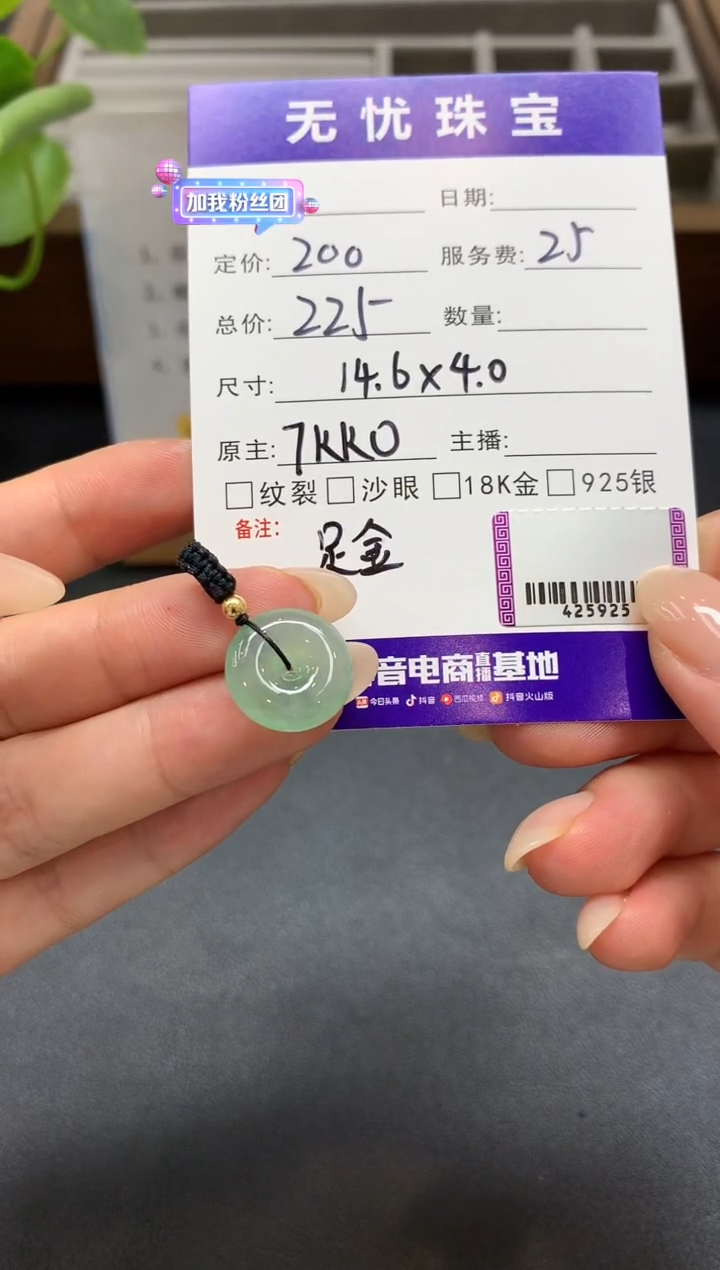 无忧珠宝
加我粉丝团 日期:
定价: 200 服务费: 25
总价: 225 数量:
尺寸: 14.6x4.0
原主: 7KKO 主播:
□纹裂 □沙眼 □18K金 □925银
备注: 足金
425925
音电商直播基地
今日头条 抖音 西瓜视频 抖音火山版